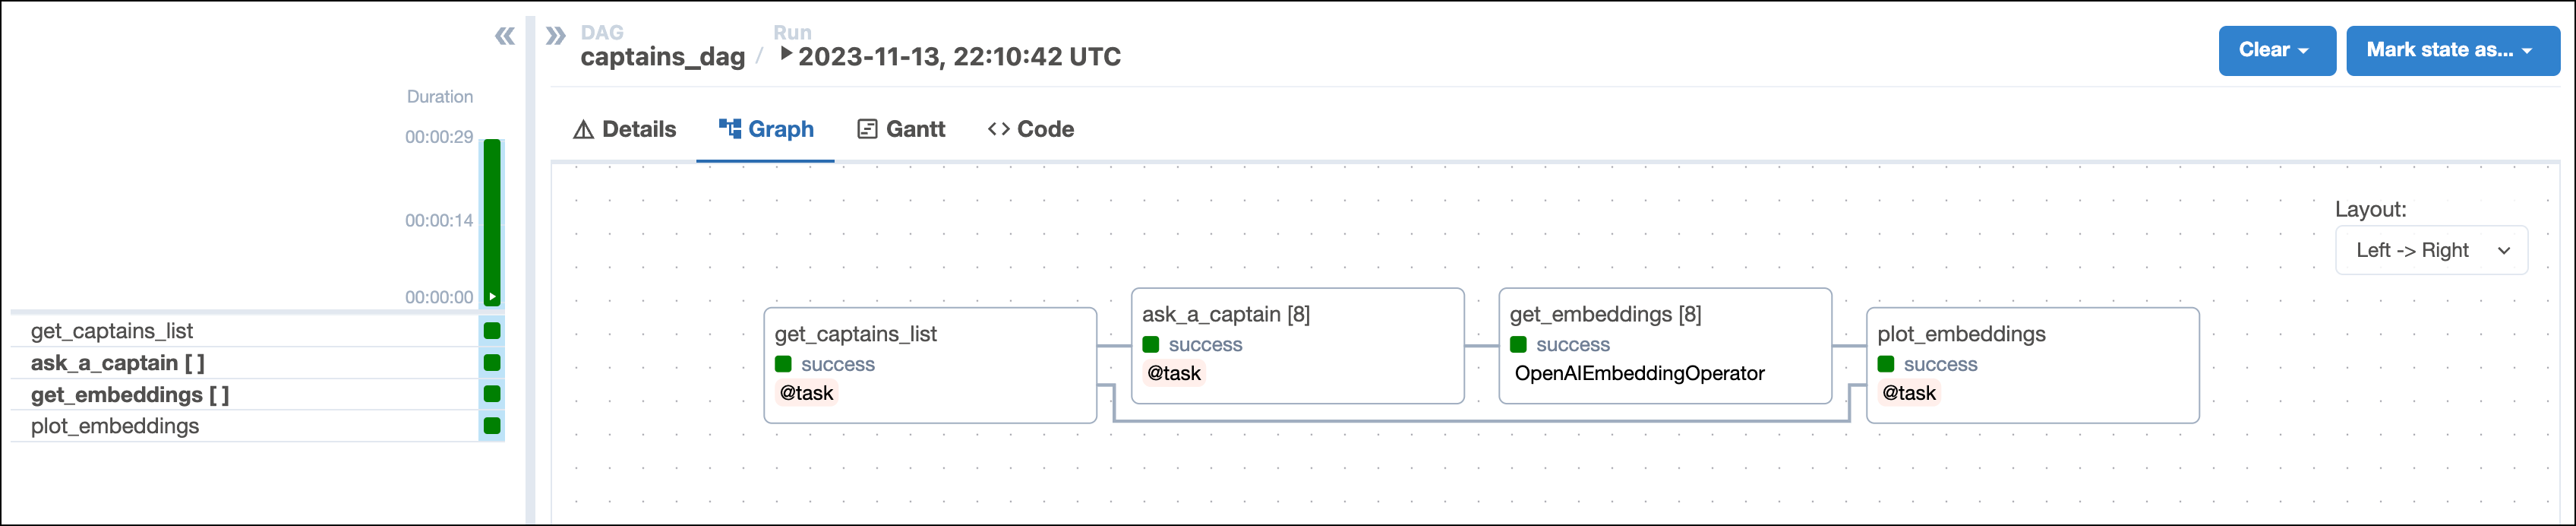 Duration
00:00:29
00:00:14
00:00:00
get_captains_list
ask_a_captain [ ]
get_embeddings [ ]
plot_embeddings
DAG
captains_dag
/
Run
2023-11-13, 22:10:42 UTC
Clear
Mark state as...
Details
Graph
Gantt
Code
Layout:
Left -> Right
get_captains_list
success
@task
ask_a_captain [8]
success
@task
get_embeddings [8]
success
OpenAIEmbeddingOperator
plot_embeddings
success
@task